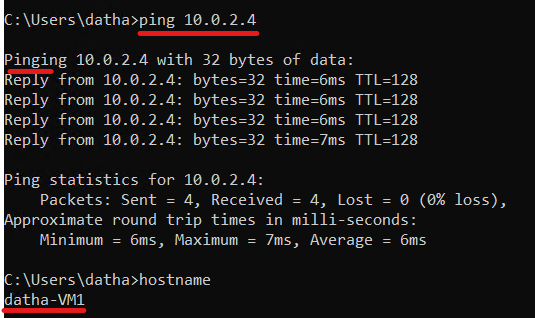 C:\Users\datha>ping 10.0.2.4
Pinging 10.0.2.4 with 32 bytes of data:
Reply from 10.0.2.4: bytes=32 time=6ms TTL=128
Reply from 10.0.2.4: bytes=32 time=6ms TTL=128
Reply from 10.0.2.4: bytes=32 time=6ms TTL=128
Reply from 10.0.2.4: bytes=32 time=7ms TTL=128
Ping statistics for 10.0.2.4:
Packets: Sent = 4, Received = 4, Lost = 0 (0% loss),
Approximate round trip times in milli-seconds:
Minimum = 6ms, Maximum = 7ms, Average = 6ms
C:\Users\datha>hostname
datha-VM1